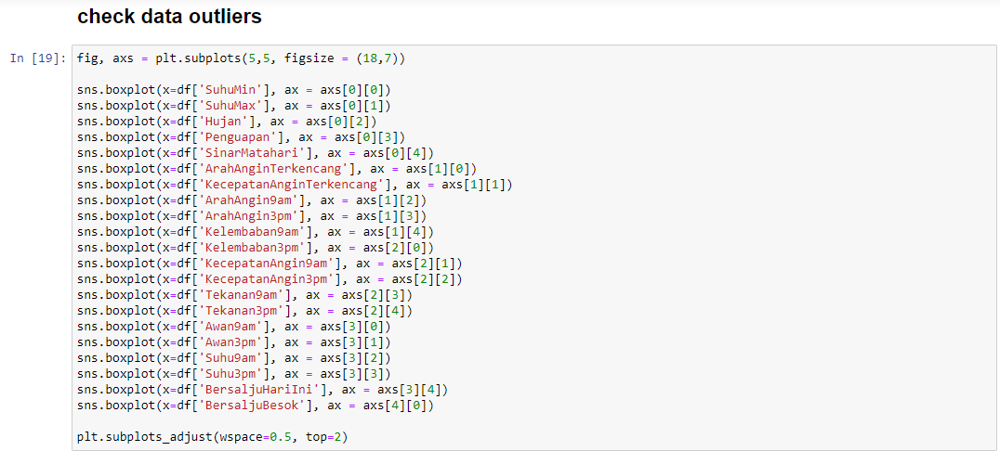 check data outliers
In [19]: fig, axs = plt.subplots(5,5, figsize = (18,7))
sns.boxplot(x=df['SuhuMin'], ax = axs[0][0])
sns.boxplot(x=df['SuhuMax'], ax = axs[0][1])
sns.boxplot(x=df['Hujan'], ax = axs[0][2])
sns.boxplot(x=df['Penguapan'], ax = axs[0][3])
sns.boxplot(x=df['SinarMatahari'], ax = axs[0][4])
sns.boxplot(x=df['ArahAnginTerkencang'], ax = axs[1][0])
sns.boxplot(x=df['KecepatanAnginTerkencang'], ax = axs[1][1])
sns.boxplot(x=df['ArahAngin9am'], ax = axs[1][2])
sns.boxplot(x=df['ArahAngin3pm'], ax = axs[1][3])
sns.boxplot(x=df['Kelembaban9am'], ax = axs[1][4])
sns.boxplot(x=df['Kelembaban3pm'], ax = axs[2][0])
sns.boxplot(x=df['KecepatanAngin9am'], ax = axs[2][1])
sns.boxplot(x=df['KecepatanAngin3pm'], ax = axs[2][2])
sns.boxplot(x=df['Tekanan9am'], ax = axs[2][3])
sns.boxplot(x=df['Tekanan3pm'], ax = axs[2][4])
sns.boxplot(x=df['Awan9am'], ax = axs[3][0])
sns.boxplot(x=df['Awan3pm'], ax = axs[3][1])
sns.boxplot(x=df['Suhu9am'], ax = axs[3][2])
sns.boxplot(x=df['Suhu3pm'], ax = axs[3][3])
sns.boxplot(x=df['BersaljuHariIni'], ax = axs[3][4])
sns.boxplot(x=df['BersaljuBesok'], ax = axs[4][0])
plt.subplots_adjust(wspace=0.5, top=2)